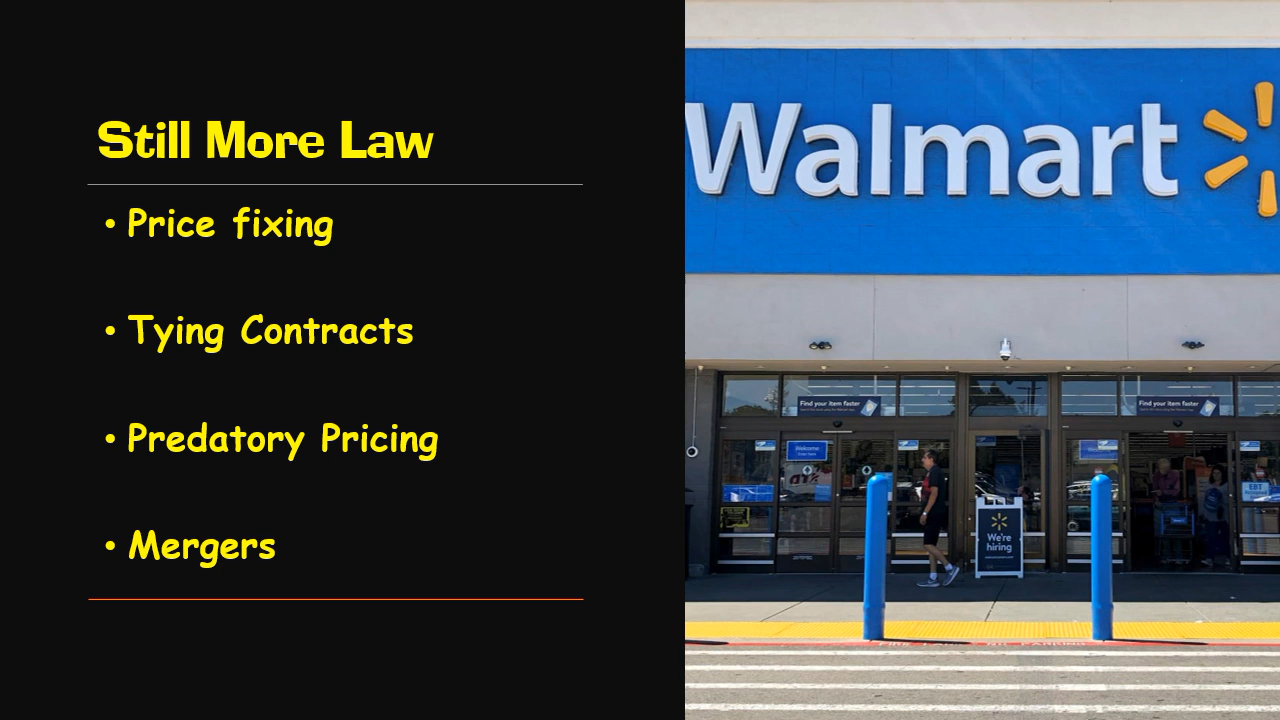 Still More Law
• Price fixing
• Tying Contracts
• Predatory Pricing
• Mergers
Walmart
Find your item faster
Find your item faster
Welcome
EBT
We're
hiring